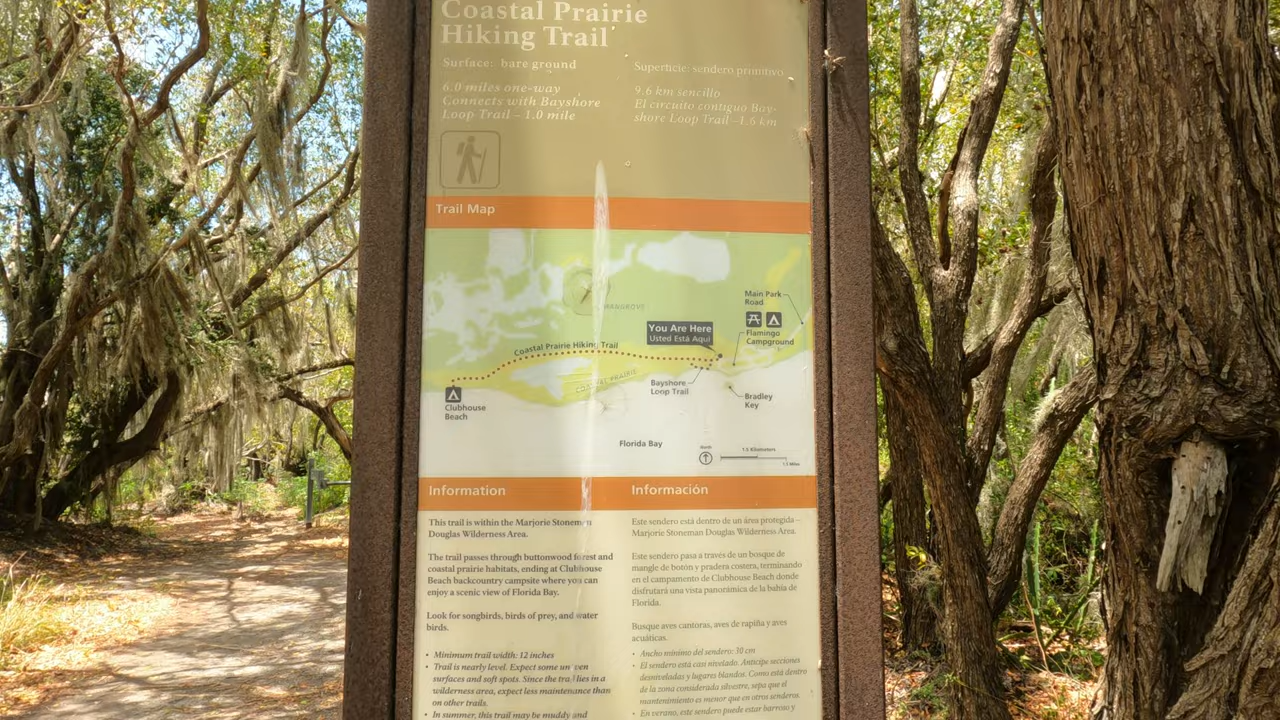 Coastal Prairie
Hiking Trail
Surface: bare ground
6.0 miles one-way
Connects with Bayshore
Loop Trail – 1.0 mile
Superficie: sendero primitivo
9.6 km sencillo
El circuito contiguo Bay-
shore Loop Trail –1.6 km
Trail Map
MANGROVE
Main Park
Road
You Are Here
Usted Está Aquí
Flamingo
Campground
Coastal Prairie Hiking Trail
COASTAL PRAIRIE
Bayshore
Loop Trail
Bradley
Key
Clubhouse
Beach
Florida Bay
North
1.5 Kilometers
1.5 Miles
Information
This trail is within the Marjorie Stoneman
Douglas Wilderness Area.
The trail passes through buttonwood forest and
coastal prairie habitats, ending at Clubhouse
Beach backcountry campsite where you can
enjoy a scenic view of Florida Bay.
Look for songbirds, birds of prey, and water
birds.
• Minimum trail width: 12 inches
• Trail is nearly level. Expect some uneven
surfaces and soft spots. Since the trail lies in a
wilderness area, expect less maintenance than
on other trails.
• In summer, this trail may be muddy and
Información
Este sendero está dentro de un área protegida –
Marjorie Stoneman Douglas Wilderness Area.
Este sendero pasa a través de un bosque de
mangle de botón y pradera costera, terminando
en el campamento de Clubhouse Beach donde
disfrutará una vista panorámica de la bahía de
Florida.
Busque aves cantoras, aves de rapiña y aves
acuáticas.
• Ancho mínimo del sendero: 30 cm
• El sendero está casi nivelado. Anticipe secciones
desniveladas y lugares blandos. Como está dentro
de la zona considerada silvestre, sepa que el
mantenimiento es menor que en otros senderos.
• En verano, este sendero puede estar barroso y